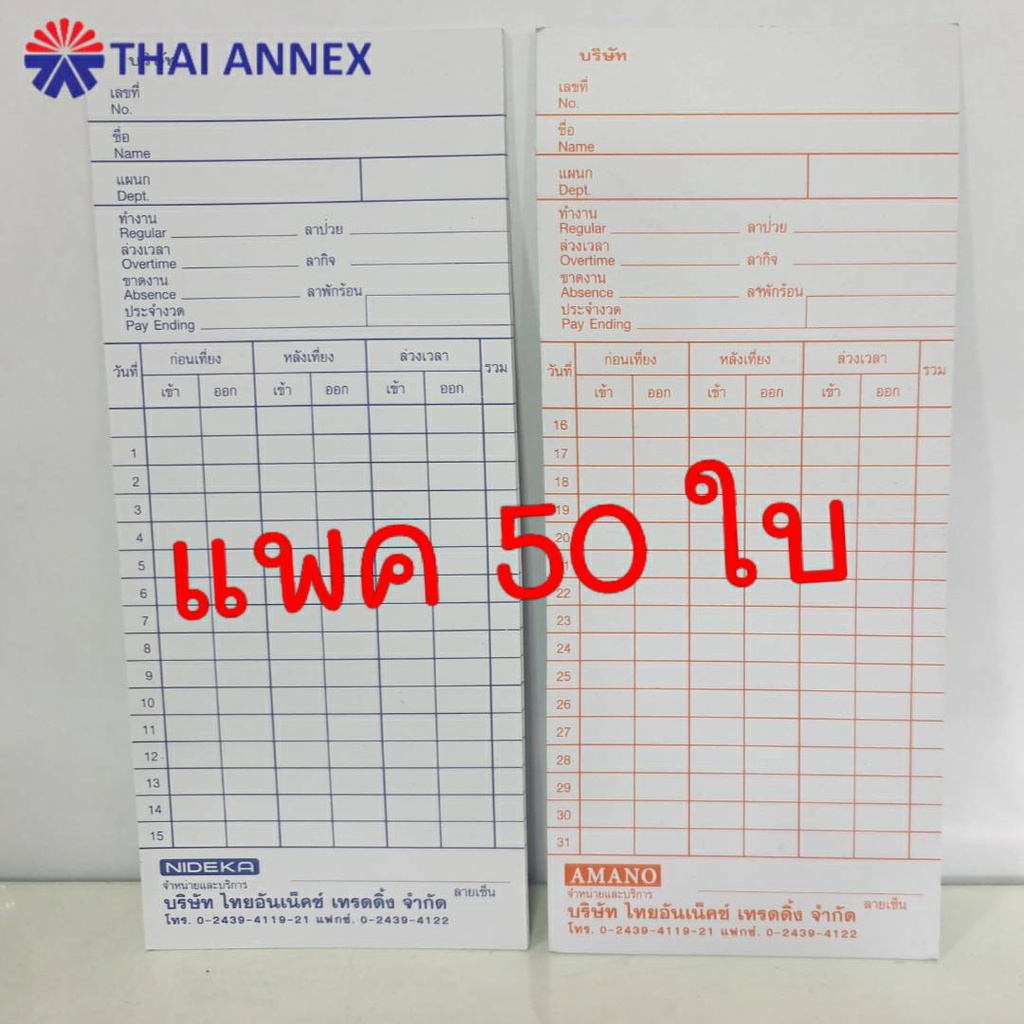 THAI ANNEX
บริษัท
เลขที่
No.
ชื่อ
Name
แผนก
Dept.
ทำงาน
Regular ลาป่วย
ล่วงเวลา
Overtime ลากิจ
ขาดงาน
Absence ลาพักร้อน
ประจำงวด
Pay Ending
วันที่ ก่อนเที่ยง หลังเที่ยง ล่วงเวลา รวม
เข้า ออก เข้า ออก เข้า ออก
1
2
3
4
5
6
7
8
9
10
11
12
13
14
15
NIDEKA
จำหน่ายและบริการ
บริษัท ไทยอันเน็คซ์ เทรดดิ้ง จำกัด ลายเซ็น
โทร. 0-2439-4119-21 แฟกซ์. 0-2439-4122
บริษัท
เลขที่
No.
ชื่อ
Name
แผนก
Dept.
ทำงาน
Regular ลาป่วย
ล่วงเวลา
Overtime ลากิจ
ขาดงาน
Absence ลาพักร้อน
ประจำงวด
Pay Ending
วันที่ ก่อนเที่ยง หลังเที่ยง ล่วงเวลา รวม
เข้า ออก เข้า ออก เข้า ออก
16
17
18
19
20
22
23
24
25
26
27
28
29
30
31
AMANO
จำหน่ายและบริการ
บริษัท ไทยอันเน็คซ์ เทรดดิ้ง จำกัด ลายเซ็น
โทร. 0-2439-4119-21 แฟกซ์. 0-2439-4122
แพค 50 ใบ